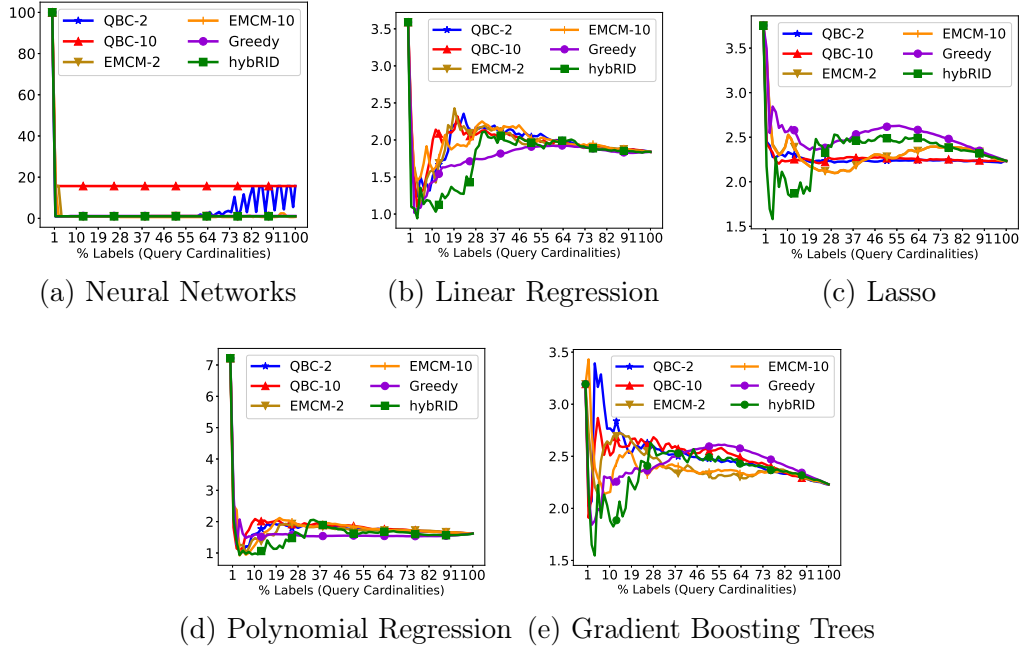 QBC-2 EMCM-10
QBC-10 Greedy
EMCM-2 hybRID
100
80
60
40
20
0
1 10 19 28 37 46 55 64 73 82 91100
% Labels (Query Cardinalities)
(a) Neural Networks
QBC-2 EMCM-10
QBC-10 Greedy
EMCM-2 hybRID
3.5
3.0
2.5
2.0
1.5
1.0
1 10 19 28 37 46 55 64 73 82 91100
% Labels (Query Cardinalities)
(b) Linear Regression
QBC-2 EMCM-10
QBC-10 Greedy
EMCM-2 hybRID
3.5
3.0
2.5
2.0
1.5
1 10 19 28 37 46 55 64 73 82 91100
% Labels (Query Cardinalities)
(c) Lasso
QBC-2 EMCM-10
QBC-10 Greedy
EMCM-2 hybRID
7
6
5
4
3
2
1
1 10 19 28 37 46 55 64 73 82 91100
% Labels (Query Cardinalities)
(d) Polynomial Regression
QBC-2 EMCM-10
QBC-10 Greedy
EMCM-2 hybRID
3.5
3.0
2.5
2.0
1.5
1 10 19 28 37 46 55 64 73 82 91100
% Labels (Query Cardinalities)
(e) Gradient Boosting Trees